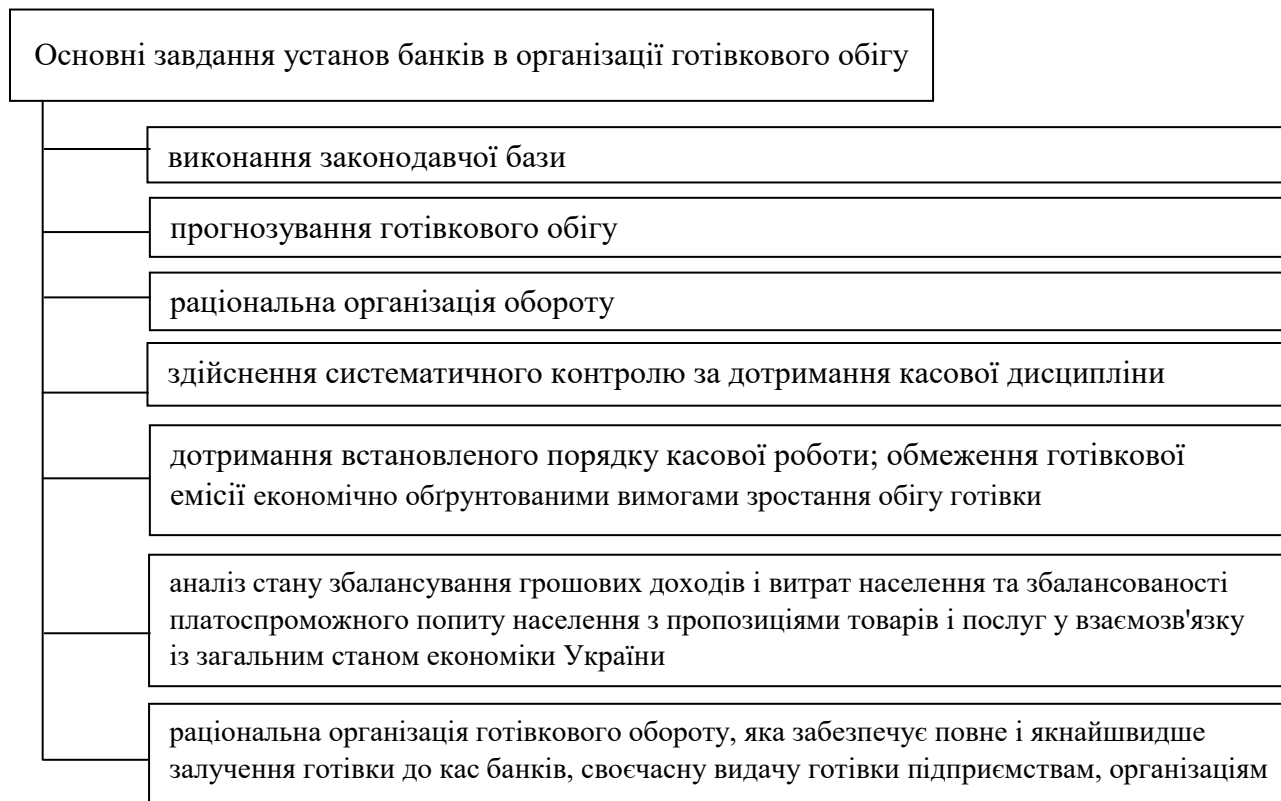 Основні завдання установ банків в організації готівкового обігу
виконання законодавчої бази
прогнозування готівкового обігу
раціональна організація обороту
здійснення систематичного контролю за дотримання касової дисципліни
дотримання встановленого порядку касової роботи; обмеження готівкової
емісії економічно обґрунтованими вимогами зростання обігу готівки
аналіз стану збалансування грошових доходів і витрат населення та збалансованості
платоспроможного попиту населення з пропозиціями товарів і послуг у взаємозв'язку
із загальним станом економіки України
раціональна організація готівкового обороту, яка забезпечує повне і якнайшвидше
залучення готівки до кас банків, своєчасну видачу готівки підприємствам, організаціям